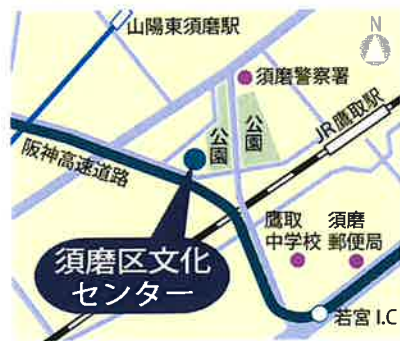 山陽東須磨駅
N
須磨警察署
公園
公園
JR鷹取駅
阪神高速道路
須磨区文化
センター
鷹取
中学校
須磨
郵便局
若宮I.C